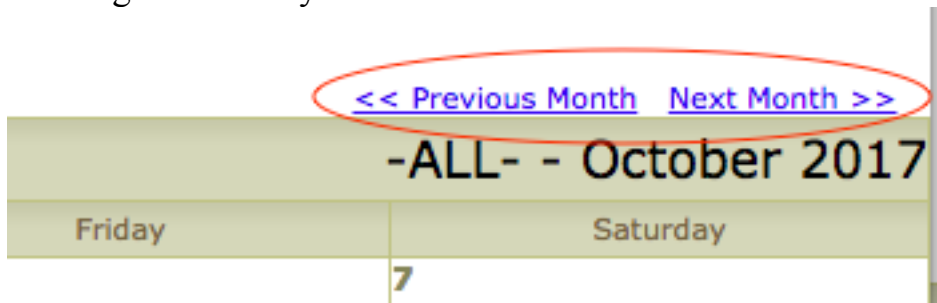 << Previous Month Next Month >>
-ALL- - October 2017
Friday Saturday
7